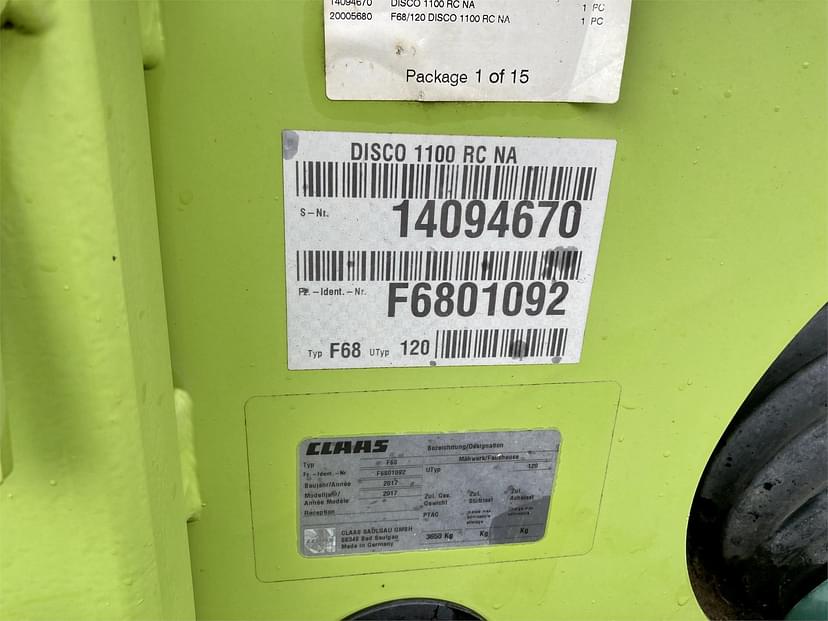 14094670 DISCO 1100 RC NA 1 PC
20005680 F68/120 DISCO 1100 RC NA 1 PC
Package 1 of 15
DISCO 1100 RC NA
S-Nr. 14094670
Fz.-Ident.-Nr. F6801092
Typ F68 UTyp 120
CLAAS Bezeichnung/Désignation
Mähwerk/Faucheuse
Typ F68 UTyp 120
Fz.-Ident.-Nr F6801092
Baujahr/Année 2017
Modelljahr/ 2017 Zul. Ges. Zul. Zul.
Année Modèle Gewicht Stützlast Achslast
Réception PTAC
CLAAS SAULGAU GMBH
88348 Bad Saulgau 3650 Kg Kg Kg
Made in Germany